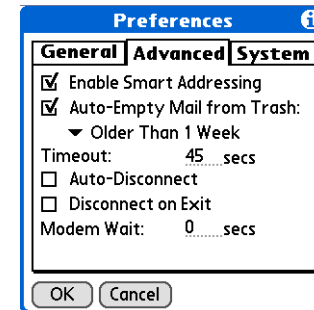 Preferences i
General Advanced System
Enable Smart Addressing
Auto-Empty Mail from Trash:
Older Than 1 Week
Timeout: 45 secs
Auto-Disconnect
Disconnect on Exit
Modem Wait: 0 secs
OK Cancel